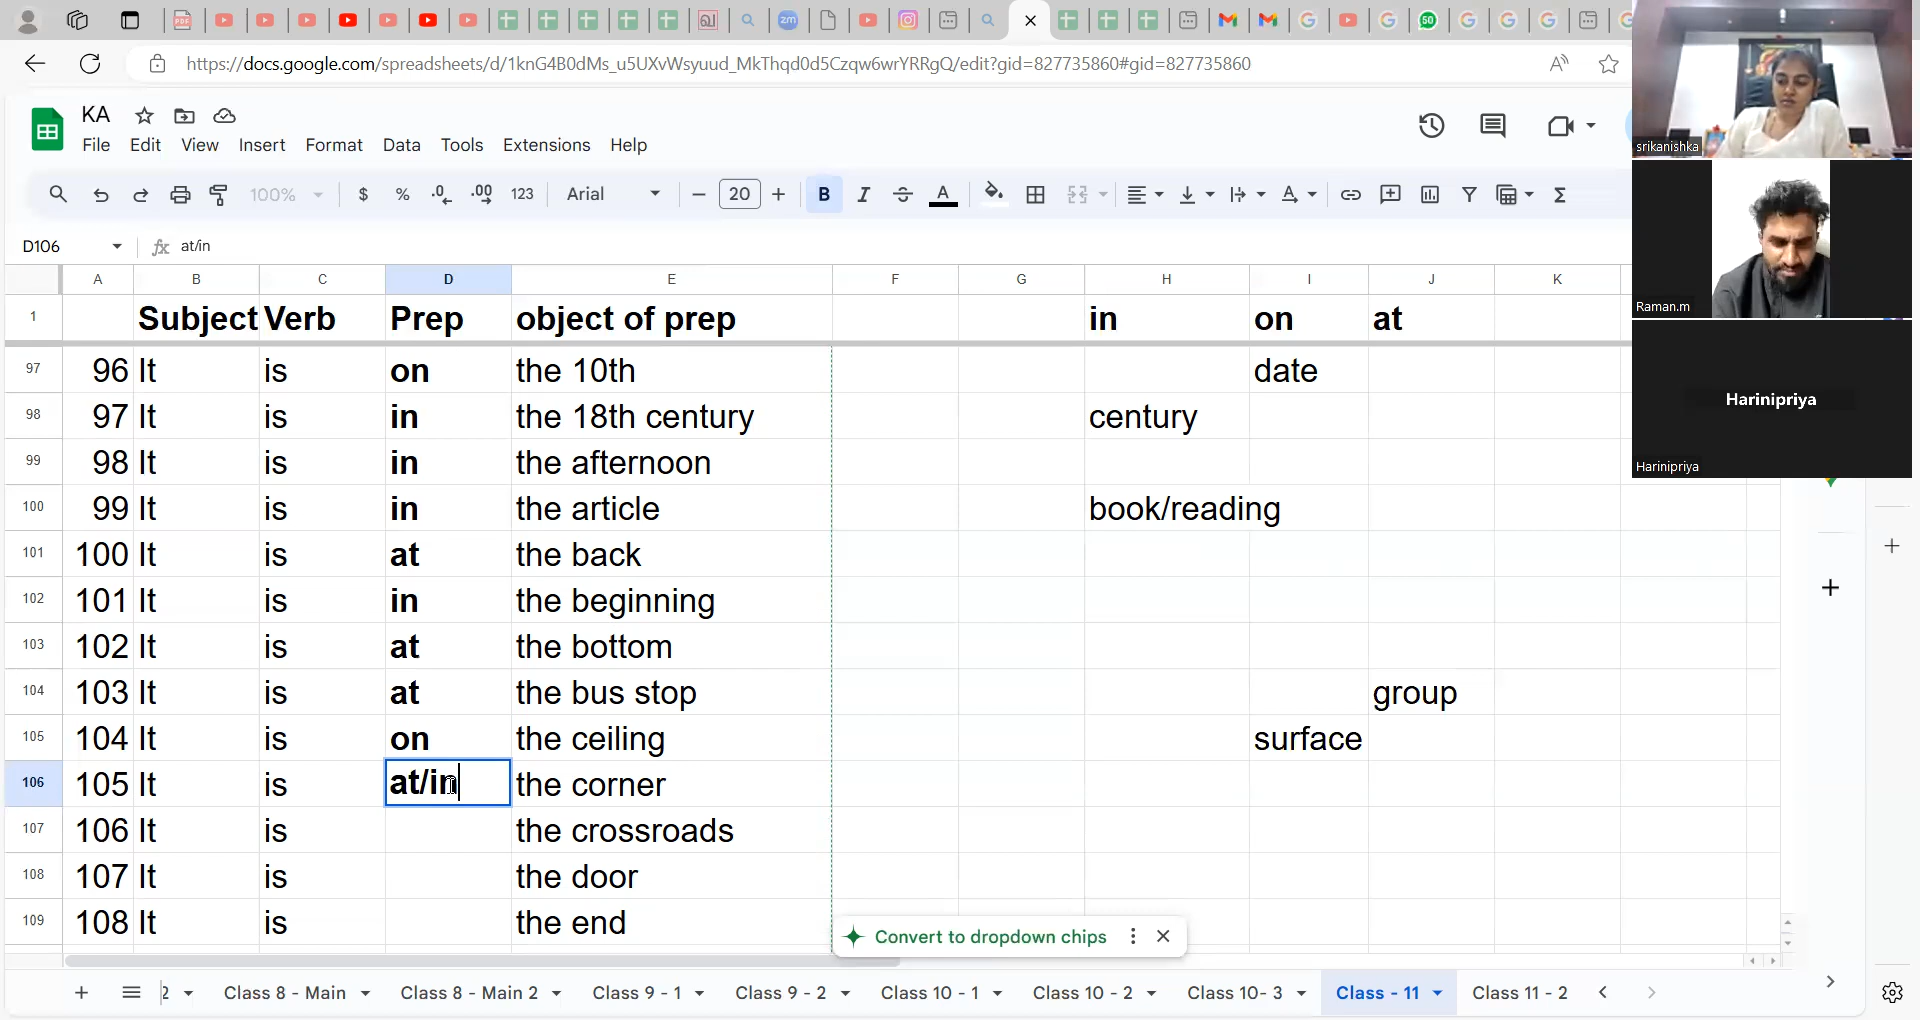 https://docs.google.com/spreadsheets/d/1knG4B0dMs_u5UXvWsyuud_MkThqd0d5Czqw6wrYRRgQ/edit?gid=827735860#gid=827735860
KA
File Edit View Insert Format Data Tools Extensions Help
100% $ % .0 .00 123 Arial 20 B I A
D106 fx at/in
A B C D E F G H I J K
1 Subject Verb Prep object of prep in on at
97 96 It is on the 10th date
98 97 It is in the 18th century century
99 98 It is in the afternoon
100 99 It is in the article book/reading
101 100 It is at the back
102 101 It is in the beginning
103 102 It is at the bottom
104 103 It is at the bus stop group
105 104 It is on the ceiling surface
106 105 It is at/in the corner
107 106 It is the crossroads
108 107 It is the door
109 108 It is the end
Convert to dropdown chips
2 Class 8 - Main Class 8 - Main 2 Class 9 - 1 Class 9 - 2 Class 10 - 1 Class 10 - 2 Class 10- 3 Class - 11 Class 11 - 2
srikanishka
Raman.m
Harinipriya
Harinipriya